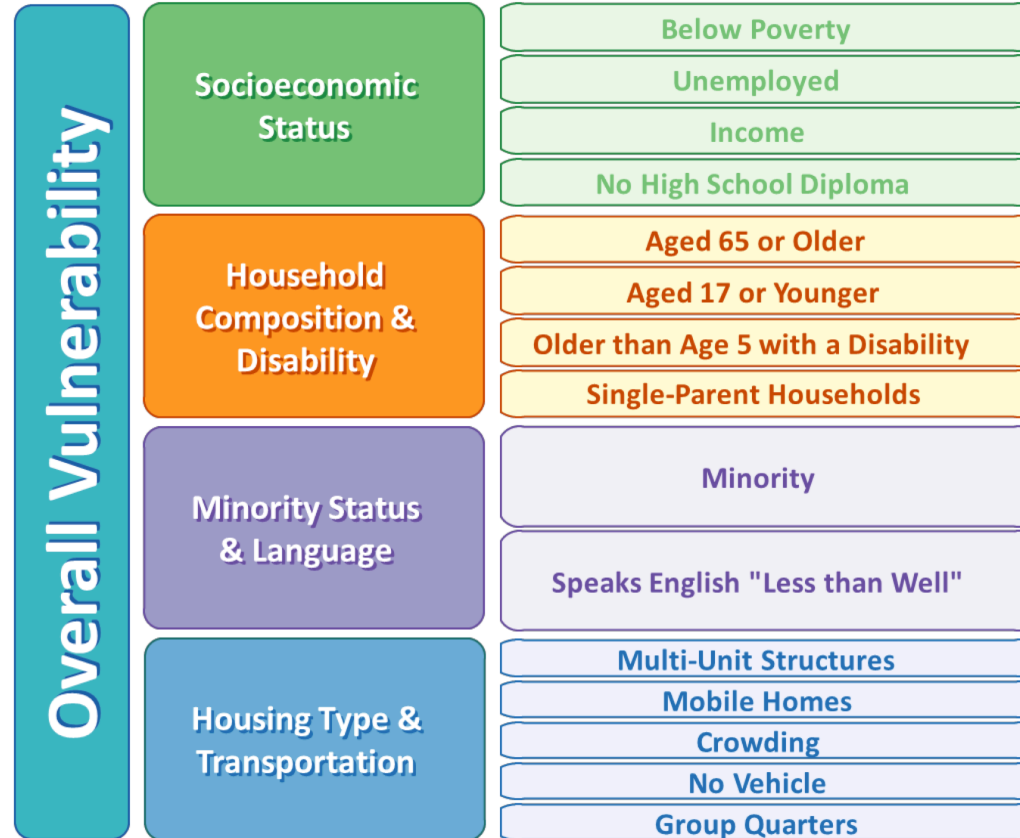 Overall Vulnerability
Socioeconomic
Status
Below Poverty
Unemployed
Income
No High School Diploma
Household
Composition &
Disability
Aged 65 or Older
Aged 17 or Younger
Older than Age 5 with a Disability
Single-Parent Households
Minority Status
& Language
Minority
Speaks English "Less than Well"
Housing Type &
Transportation
Multi-Unit Structures
Mobile Homes
Crowding
No Vehicle
Group Quarters